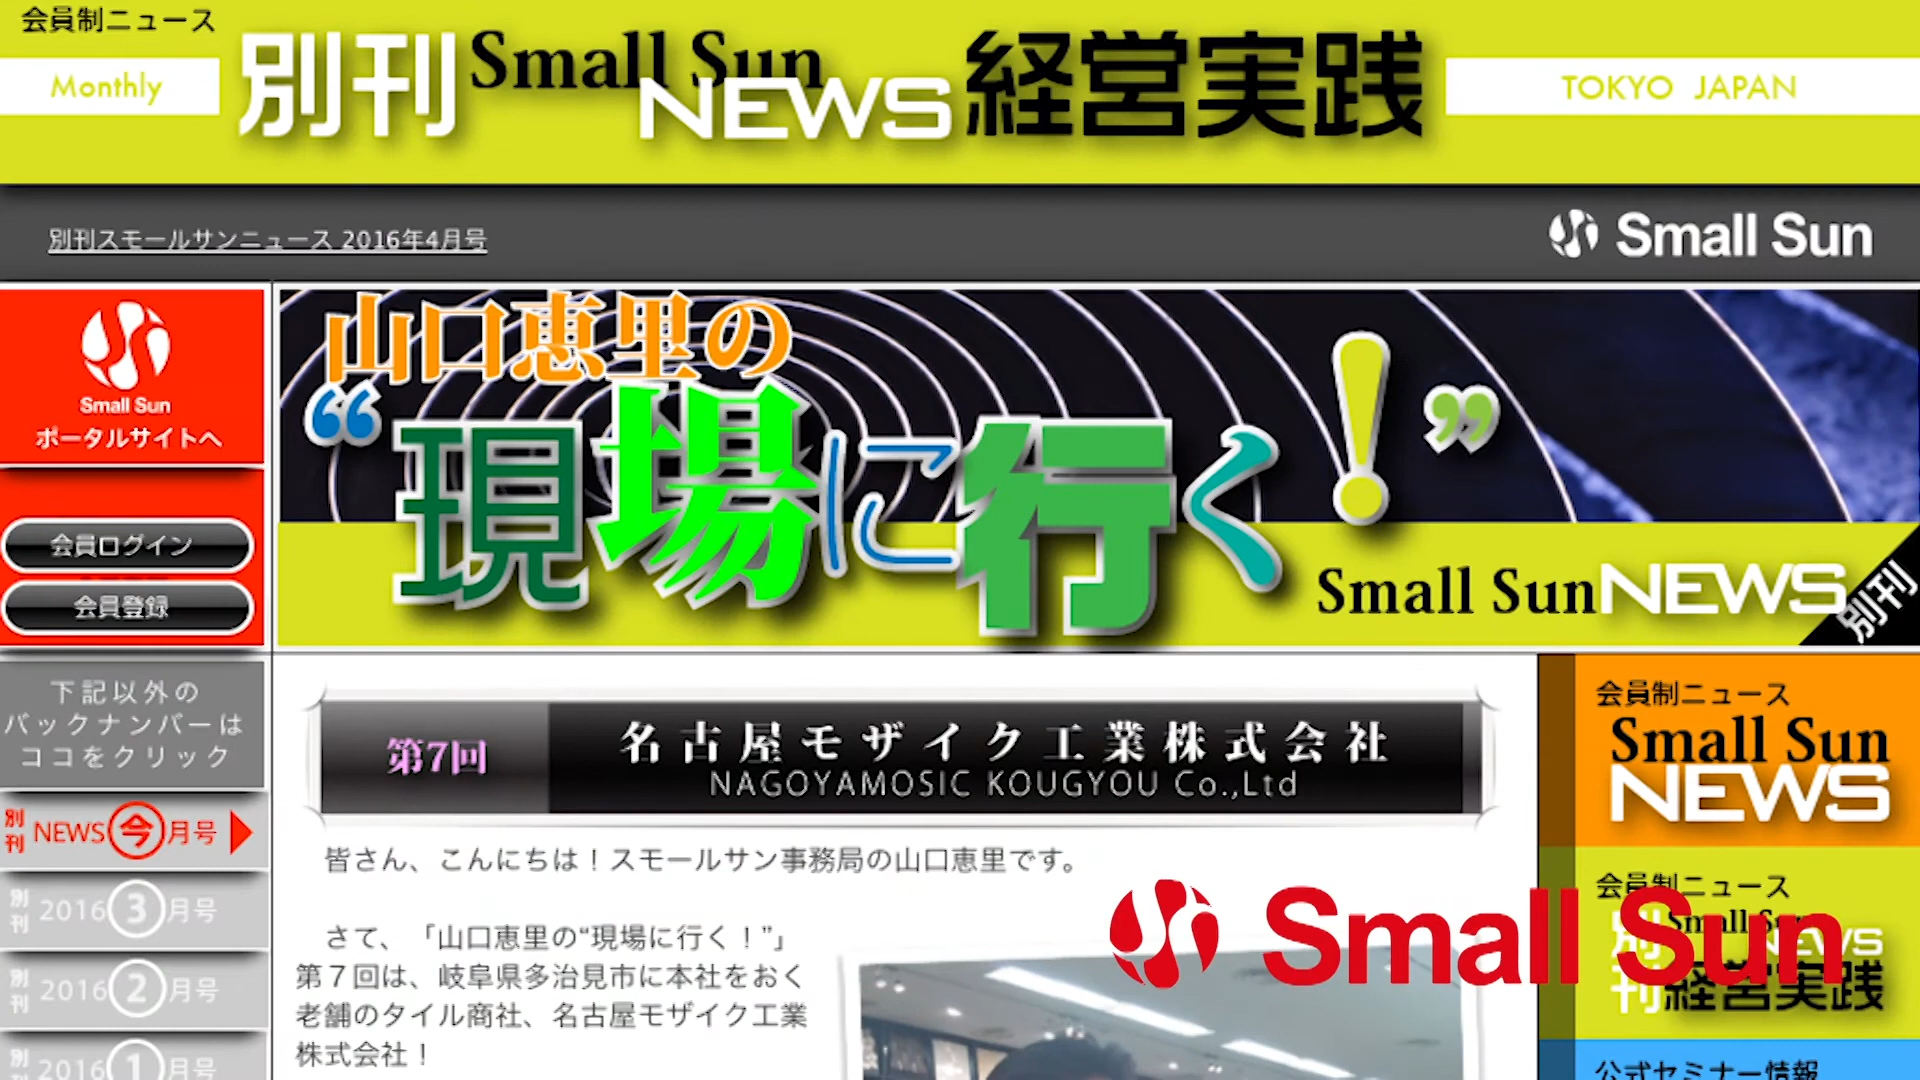 会員制ニュース
Monthly
別刊 Small Sun NEWS 経営実践
TOKYO JAPAN
別刊スモールサンニュース 2016年4月号
Small Sun
Small Sun
ポータルサイトへ
会員ログイン
会員登録
下記以外の
バックナンバーは
ココをクリック
別刊 NEWS 今月号
別刊 2016 3月号
別刊 2016 2月号
別刊 2016 1月号
山口恵里の
“現場に行く！”
Small Sun NEWS 別刊
第7回
名古屋モザイク工業株式会社
NAGOYAMOSIC KOUGYOU Co.,Ltd
皆さん、こんにちは！スモールサン事務局の山口恵里です。
さて、「山口恵里の“現場に行く！”」
第７回は、岐阜県多治見市に本社をおく
老舗のタイル商社、名古屋モザイク工業
株式会社！
会員制ニュース
Small Sun
NEWS
会員制ニュース
別刊 Small Sun NEWS
経営実践
公式セミナー情報
Small Sun